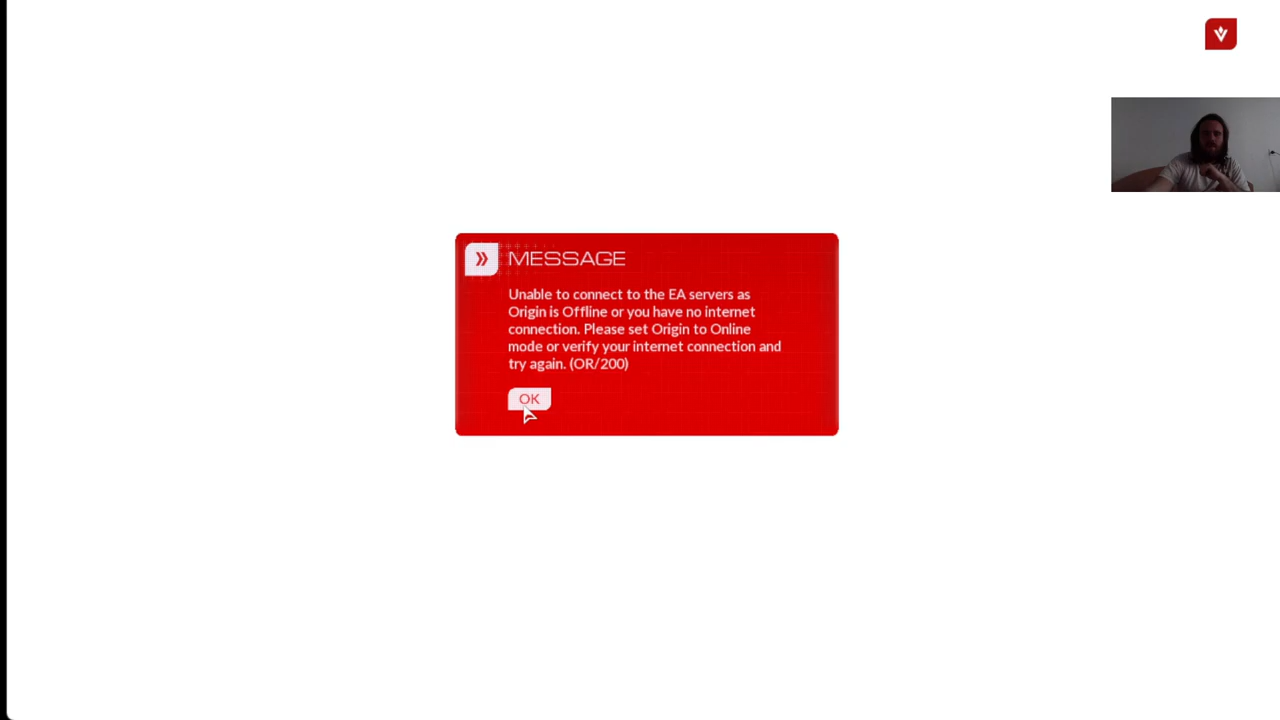 MESSAGE
Unable to connect to the EA servers as
Origin is Offline or you have no internet
connection. Please set Origin to Online
mode or verify your internet connection and
try again. (OR/200)
OK